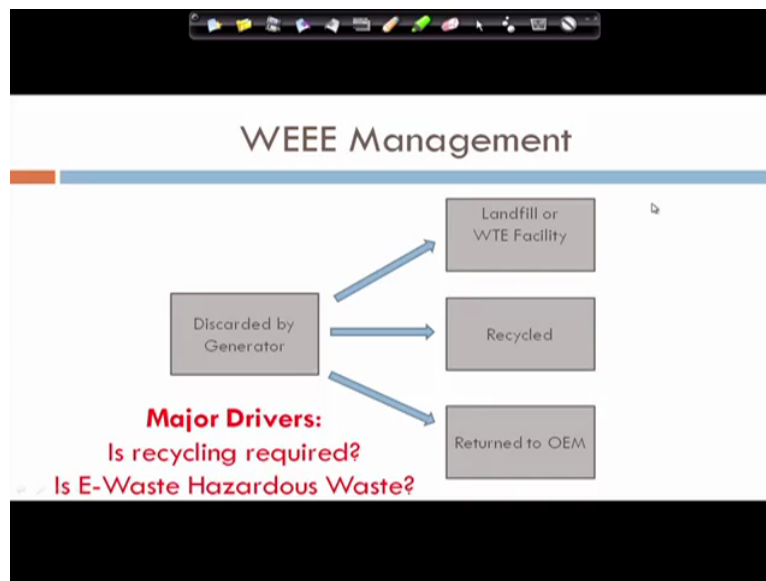 WEEE Management
Landfill or
WTE Facility
Discarded by
Generator
Recycled
Major Drivers:
Is recycling required?
Is E-Waste Hazardous Waste?
Returned to OEM